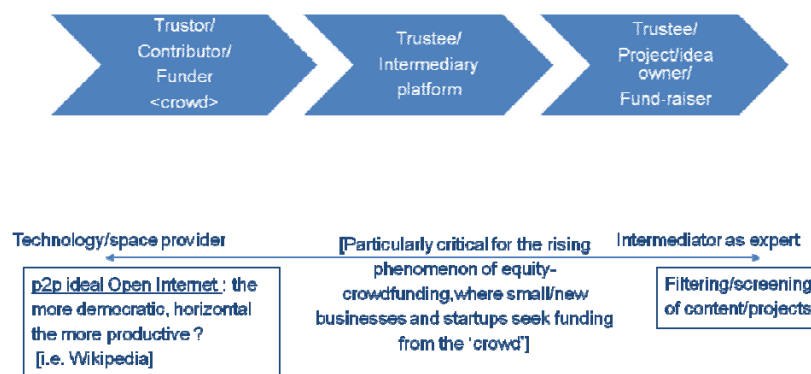 Trustor/
Contributor/
Funder
<crowd>
Trustee/
Intermediary
platform
Trustee/
Project/idea
owner/
Fund-raiser
Technology/space provider
p2p ideal Open Internet : the
more democratic, horizontal
the more productive ?
[i.e. Wikipedia]
[Particularly critical for the rising
phenomenon of equity-
crowdfunding,where small/new
businesses and startups seek funding
from the 'crowd']
Intermediator as expert
Filtering/screening
of content/projects